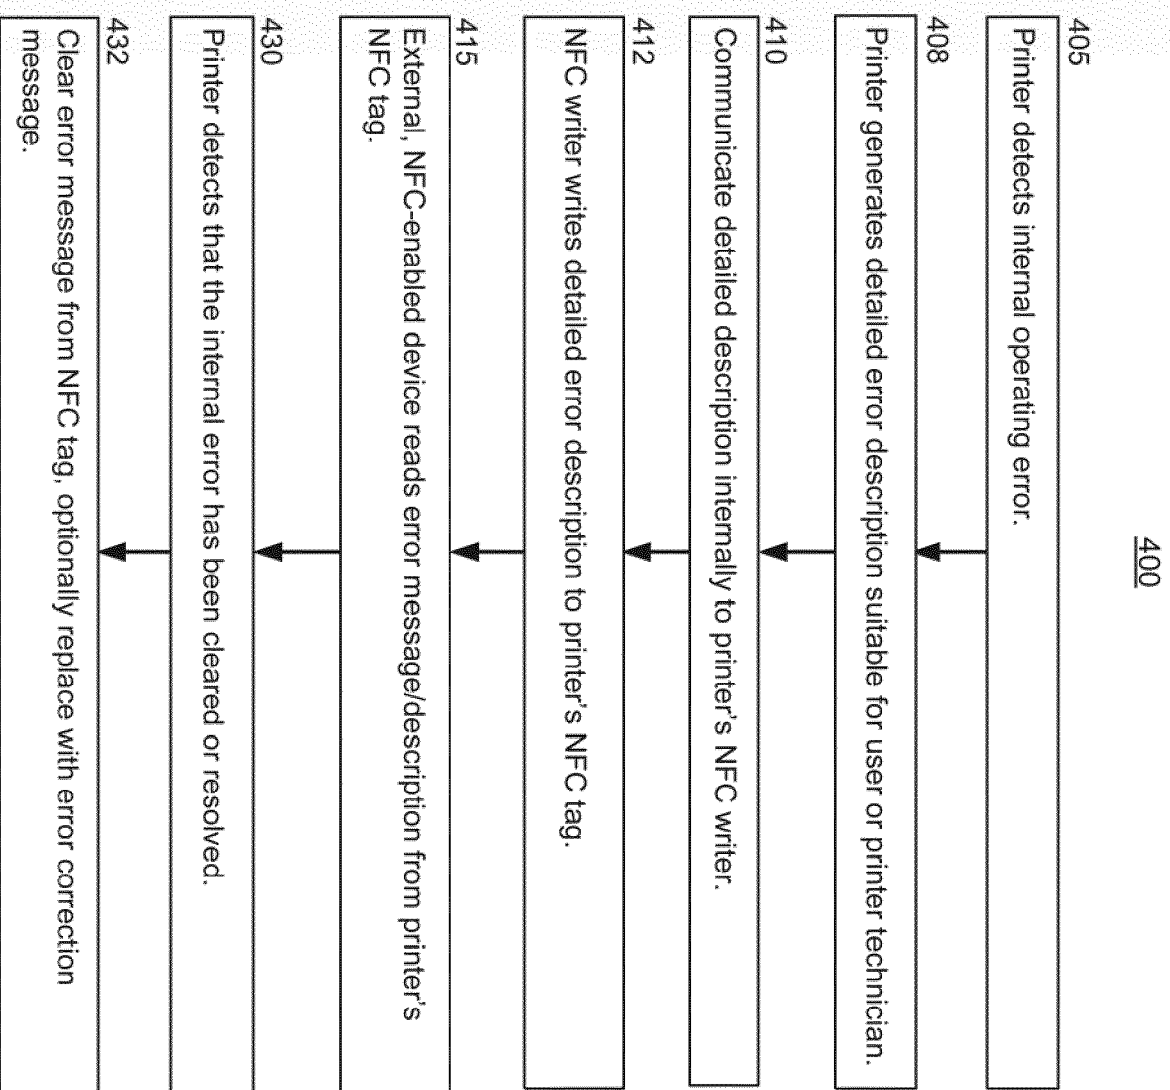 400
405
Printer detects internal operating error.
408
Printer generates detailed error description suitable for user or printer technician.
410
Communicate detailed description internally to printer's NFC writer.
412
NFC writer writes detailed error description to printer's NFC tag.
415
External, NFC-enabled device reads error message/description from printer's
NFC tag.
430
Printer detects that the internal error has been cleared or resolved.
432
Clear error message from NFC tag, optionally replace with error correction
message.